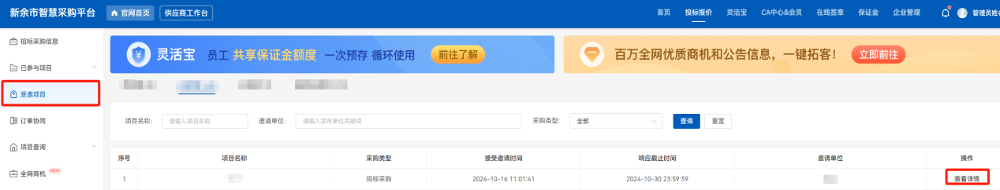 新余市智慧采购平台 官网首页 供应商工作台 首页 投标报价 灵活宝 CA中心&会员 在线签章 保证金 企业管理 管理员姓名
招标采购信息
已参与项目
受邀项目
订单协同
项目查询
全网商机 NEW
灵活宝 员工 共享保证金额度 一次预存 循环使用 前往了解
百万全网优质商机和公告信息，一键拓客！ 立即前往
项目名称: 请输入项目名称 邀请单位: 请输入发布单位关键词 采购类型: 全部 查询 重置
序号 项目名称 采购类型 接受邀请时间 响应截止时间 邀请单位 操作
1 招标采购 2024-10-16 11:01:41 2024-10-30 23:59:59 查看详情